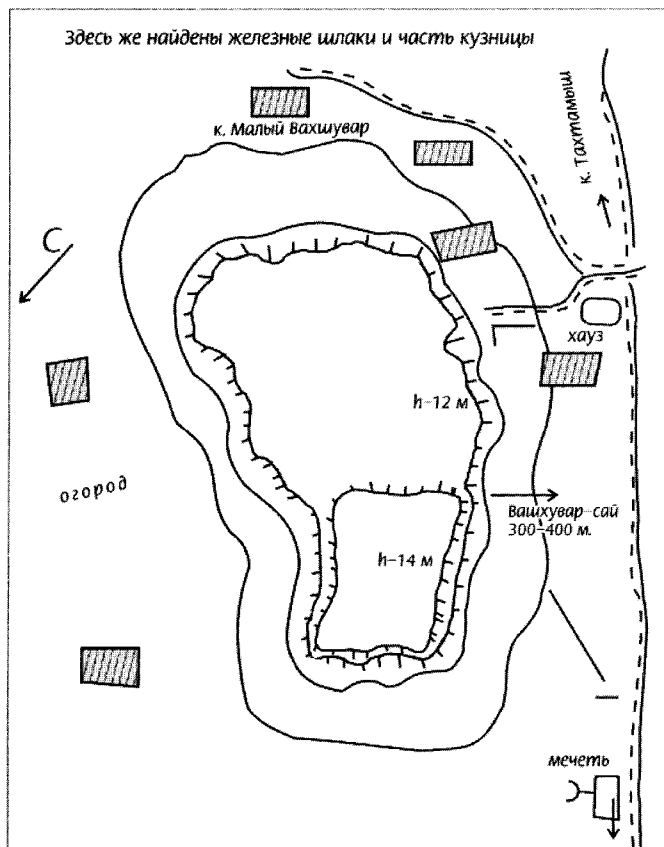 Здесь же найдены железные шлаки и часть кузницы
к. Малый Вахшувар
к. Тахтамыш
С
хауз
h-12 м
огород
Вашхувар-сай
300-400 м.
h-14 м
мечеть